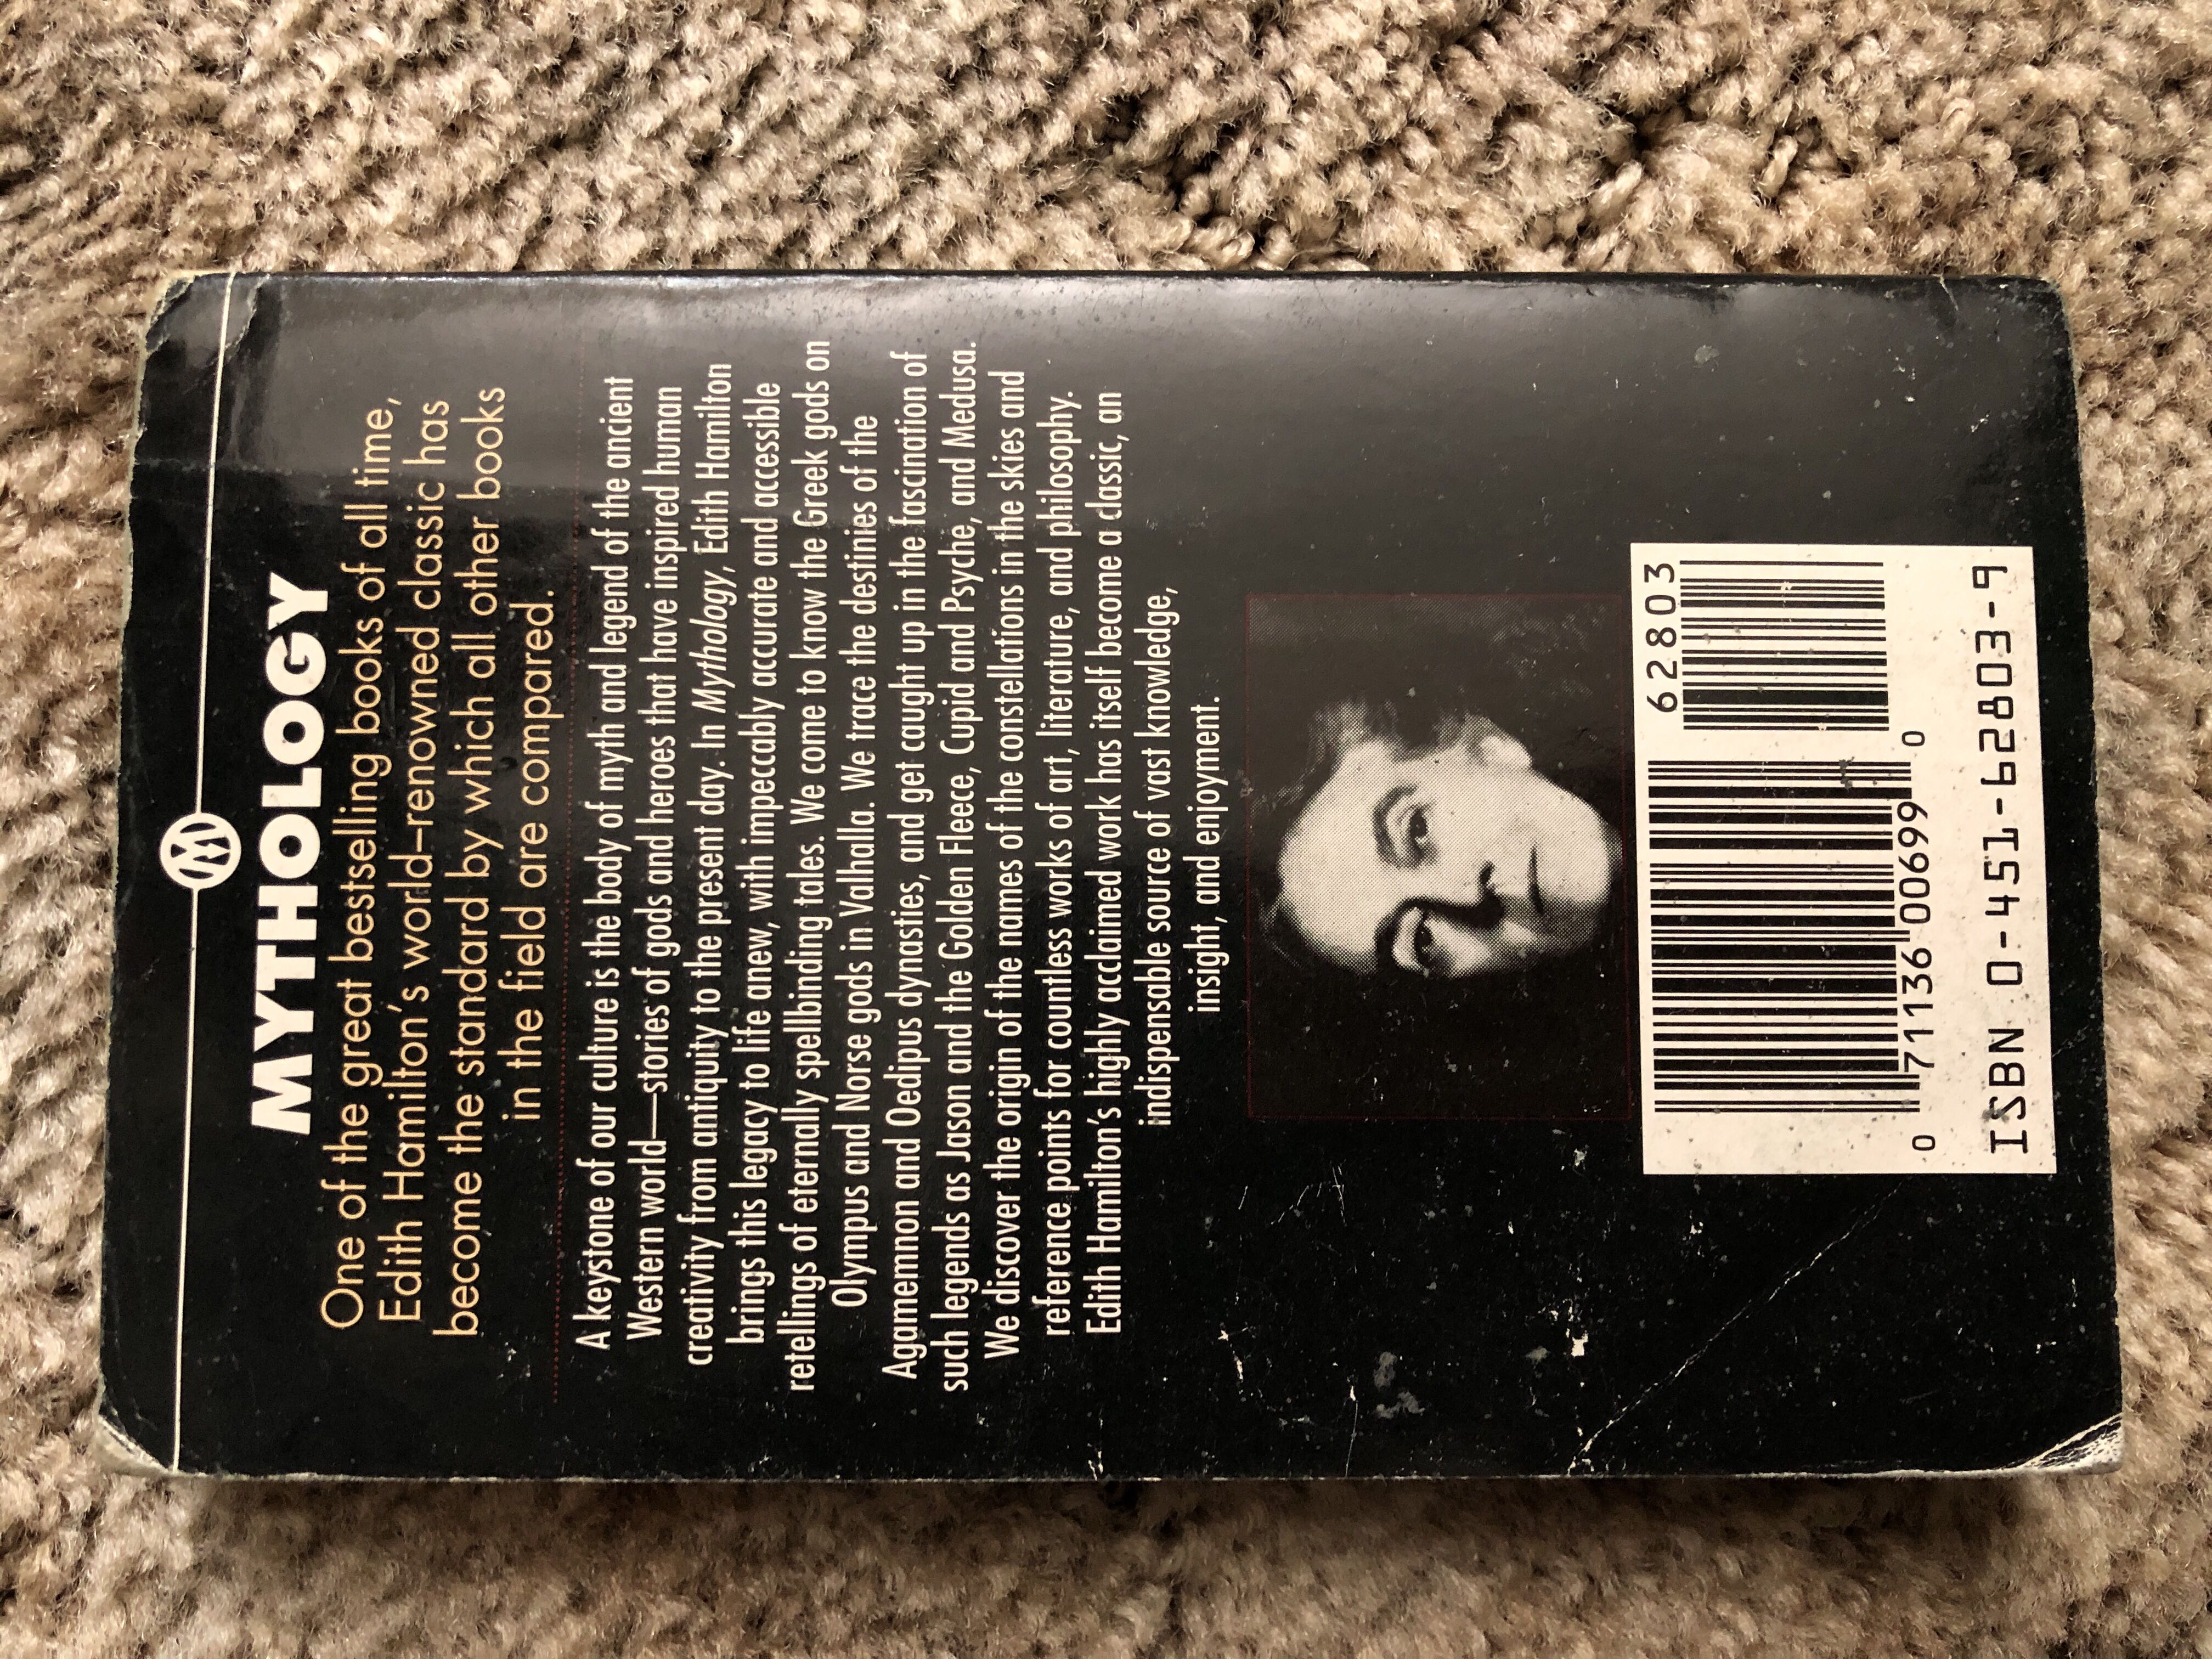 M
MYTHOLOGY
One of the great bestselling books of all time,
Edith Hamilton's world-renowned classic has
become the standard by which all other books
in the field are compared.
A keystone of our culture is the body of myth and legend of the ancient
Western world—stories of gods and heroes that have inspired human
creativity from antiquity to the present day. In Mythology, Edith Hamilton
brings this legacy to life anew, with impeccably accurate and accessible
retellings of eternally spellbinding tales. We come to know the Greek gods on
Olympus and Norse gods in Valhalla. We trace the destinies of the
Agamemnon and Oedipus dynasties, and get caught up in the fascination of
such legends as Jason and the Golden Fleece, Cupid and Psyche, and Medusa.
We discover the origin of the names of the constellations in the skies and
reference points for countless works of art, literature, and philosophy.
Edith Hamilton's highly acclaimed work has itself become a classic, an
indispensable source of vast knowledge,
insight, and enjoyment.
62803
0 71136 00699 0
ISBN 0-451-62803-9